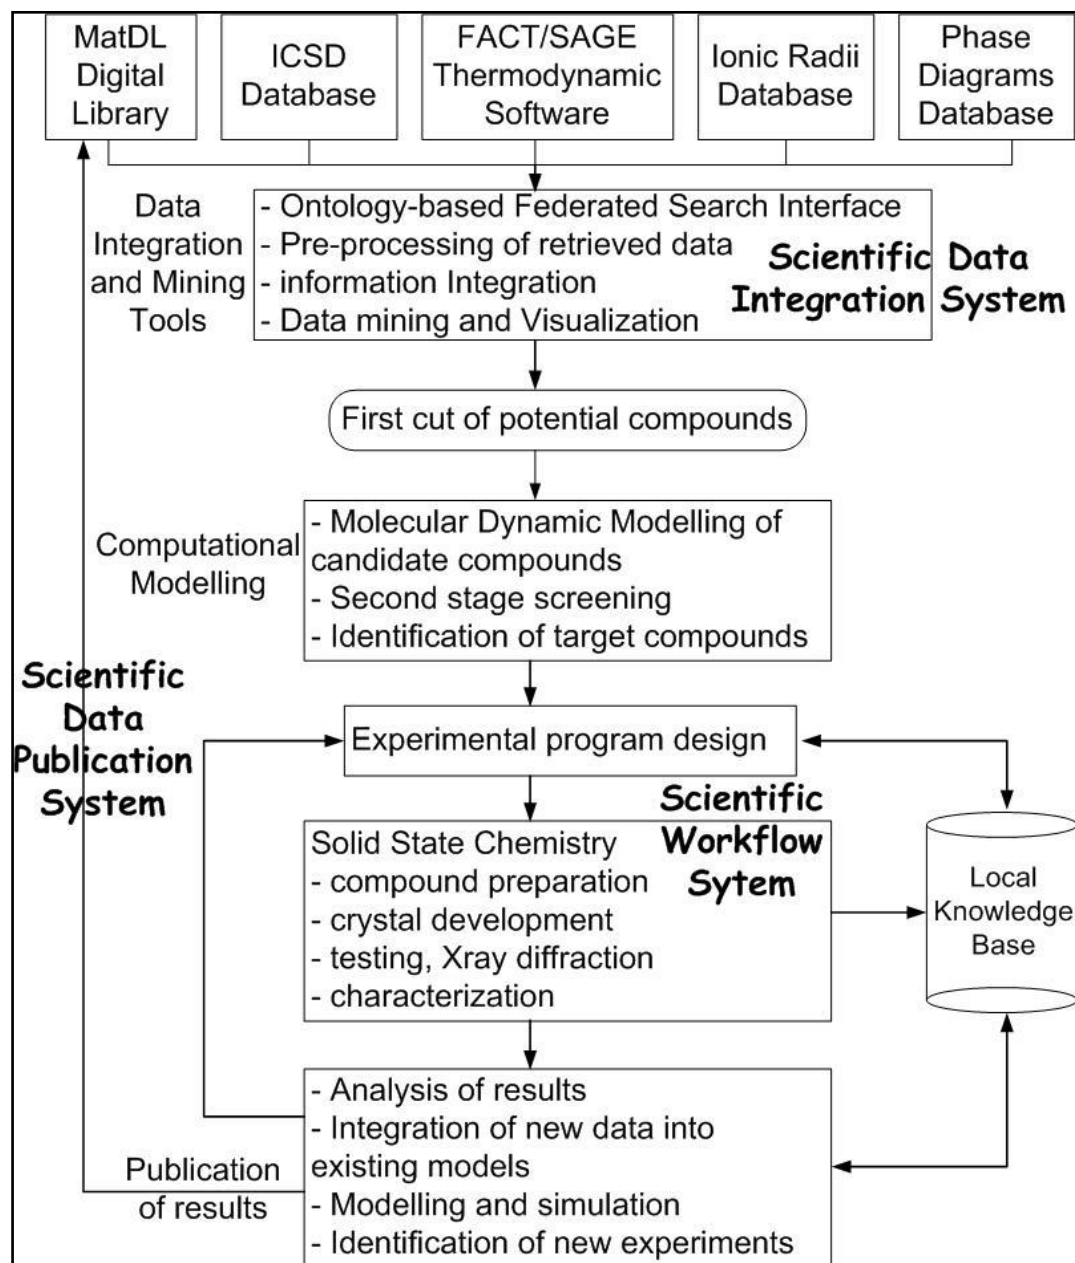 MatDL
Digital
Library
ICSD
Database
FACT/SAGE
Thermodynamic
Software
Ionic Radii
Database
Phase
Diagrams
Database
Data
Integration
and Mining
Tools
- Ontology-based Federated Search Interface
- Pre-processing of retrieved data
- information Integration
- Data mining and Visualization
Scientific Data
Integration System
First cut of potential compounds
Computational
Modelling
- Molecular Dynamic Modelling of
candidate compounds
- Second stage screening
- Identification of target compounds
Scientific
Data
Publication
System
Experimental program design
Scientific
Workflow
Sytem
Solid State Chemistry
- compound preparation
- crystal development
- testing, Xray diffraction
- characterization
Local
Knowledge
Base
- Analysis of results
- Integration of new data into
existing models
- Modelling and simulation
- Identification of new experiments
Publication
of results